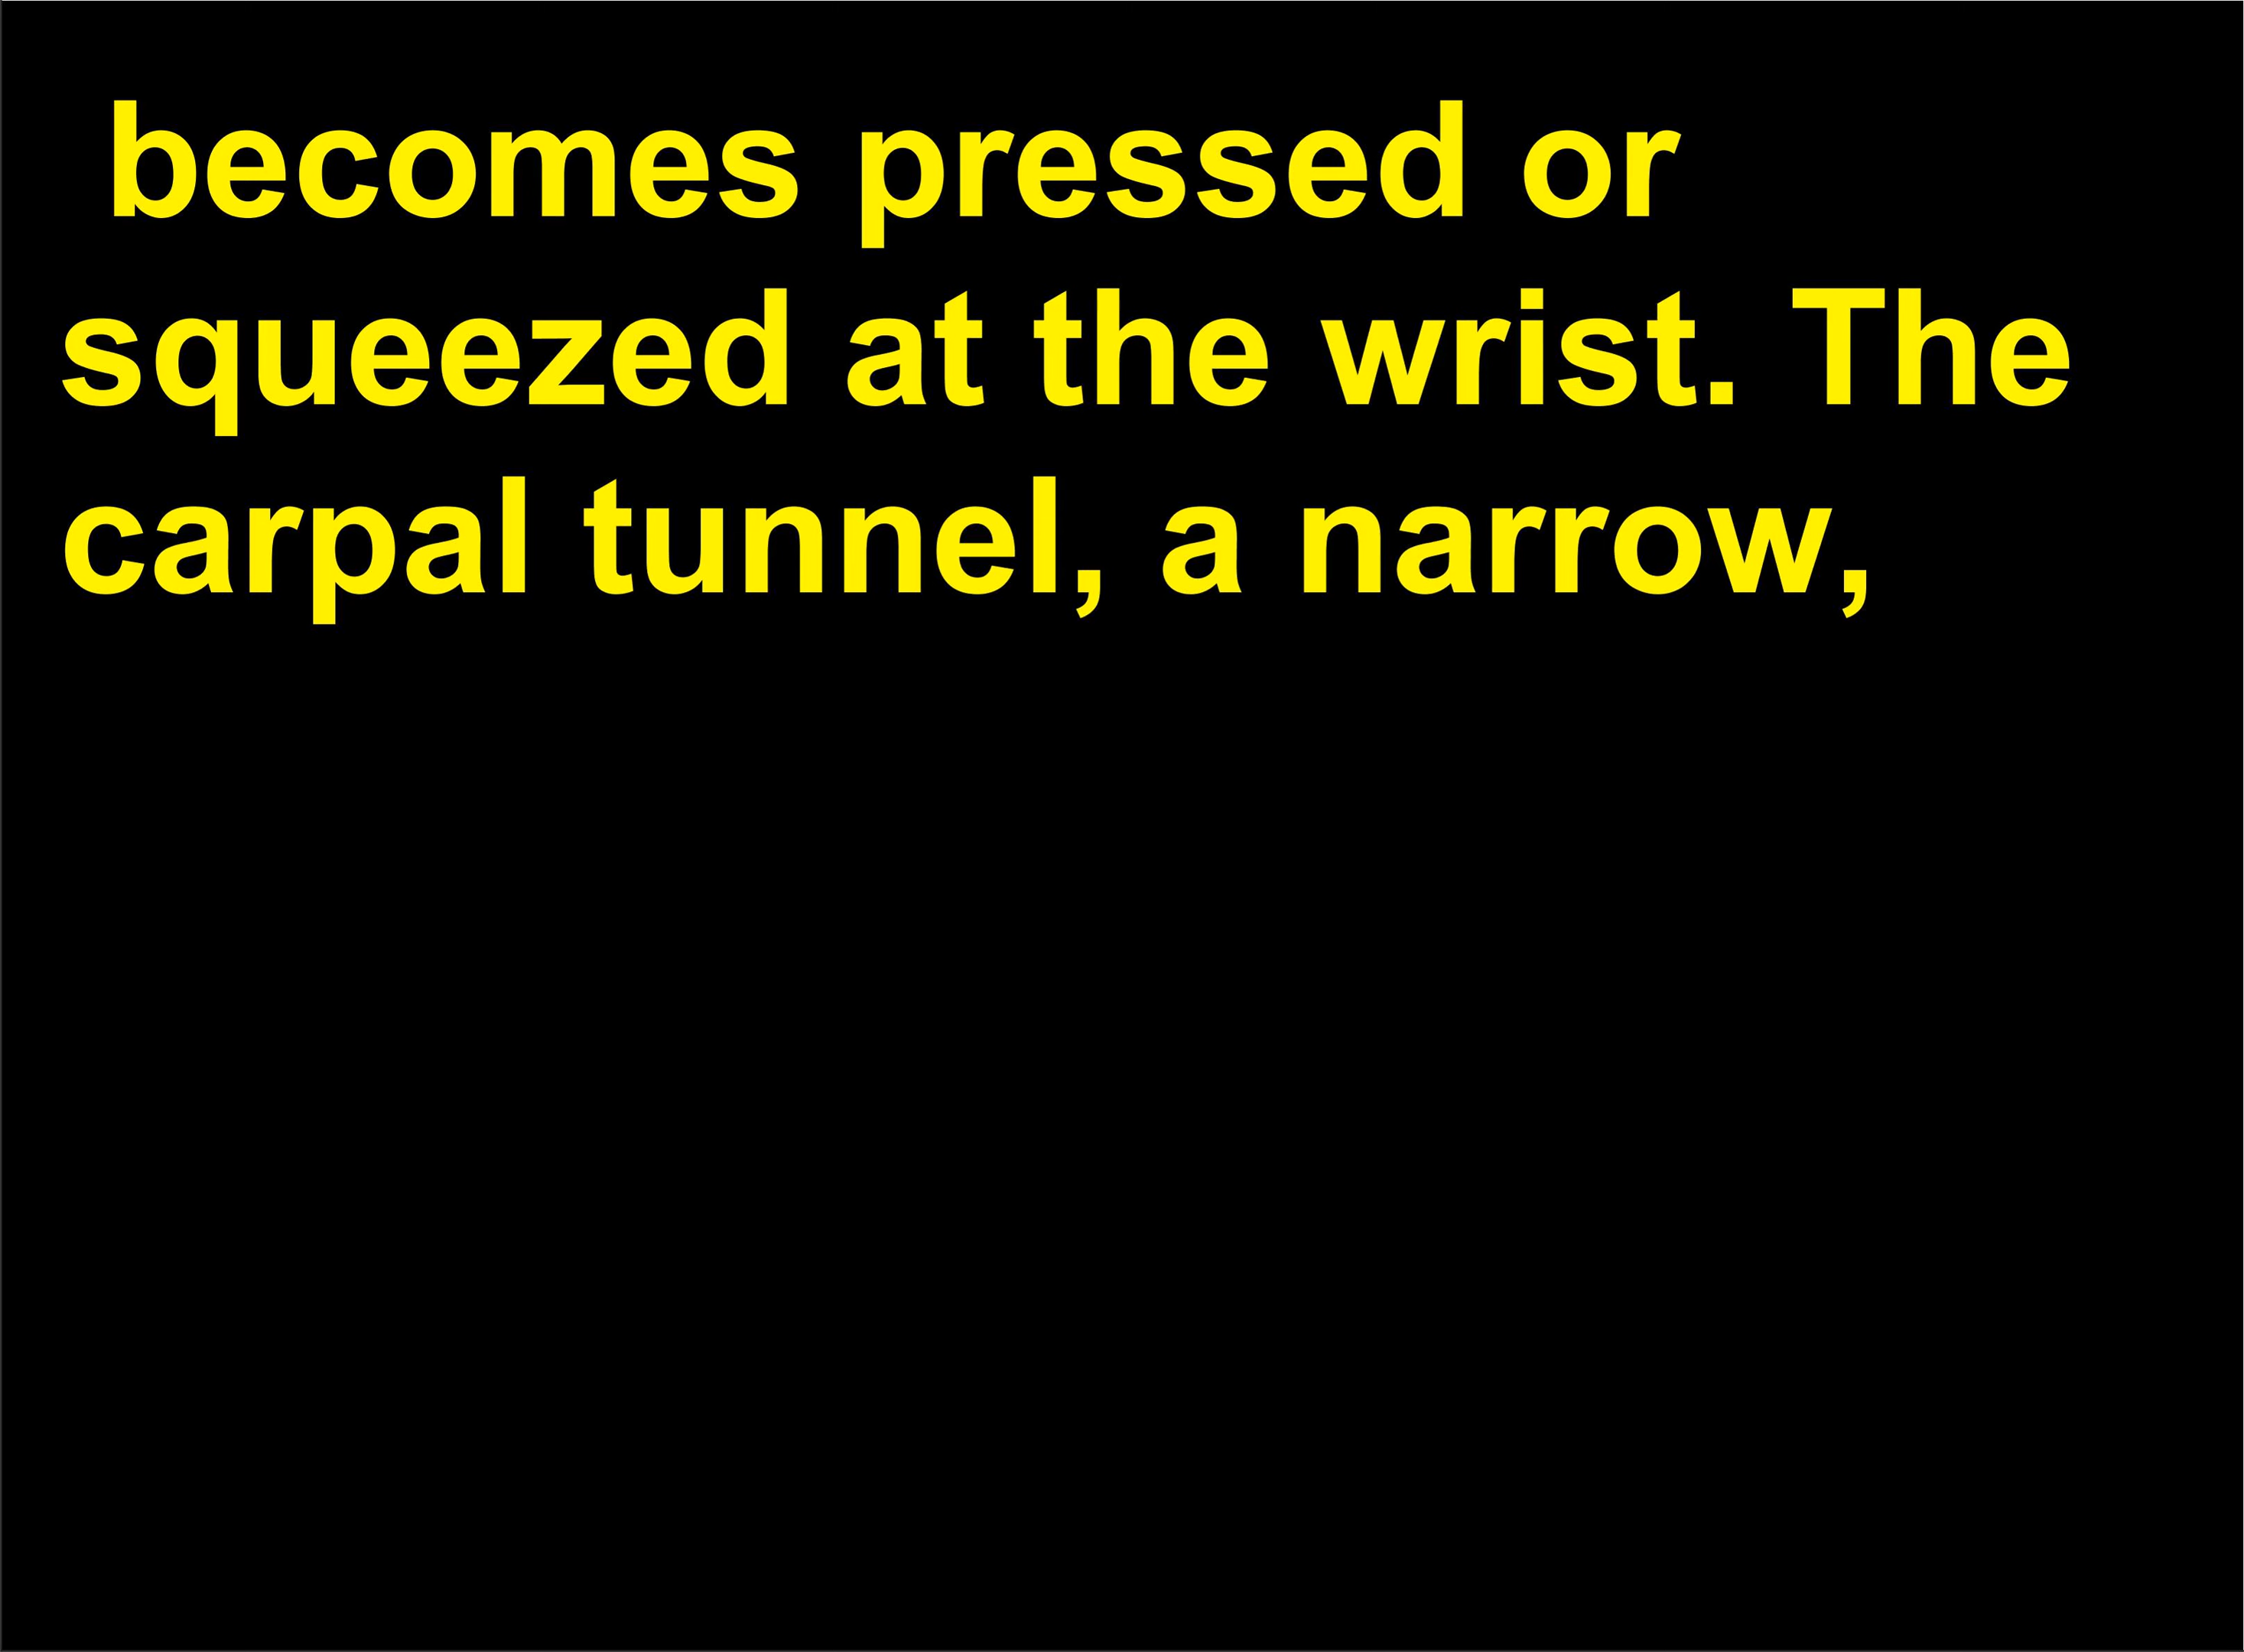 becomes pressed or
squeezed at the wrist. The
carpal tunnel, a narrow,